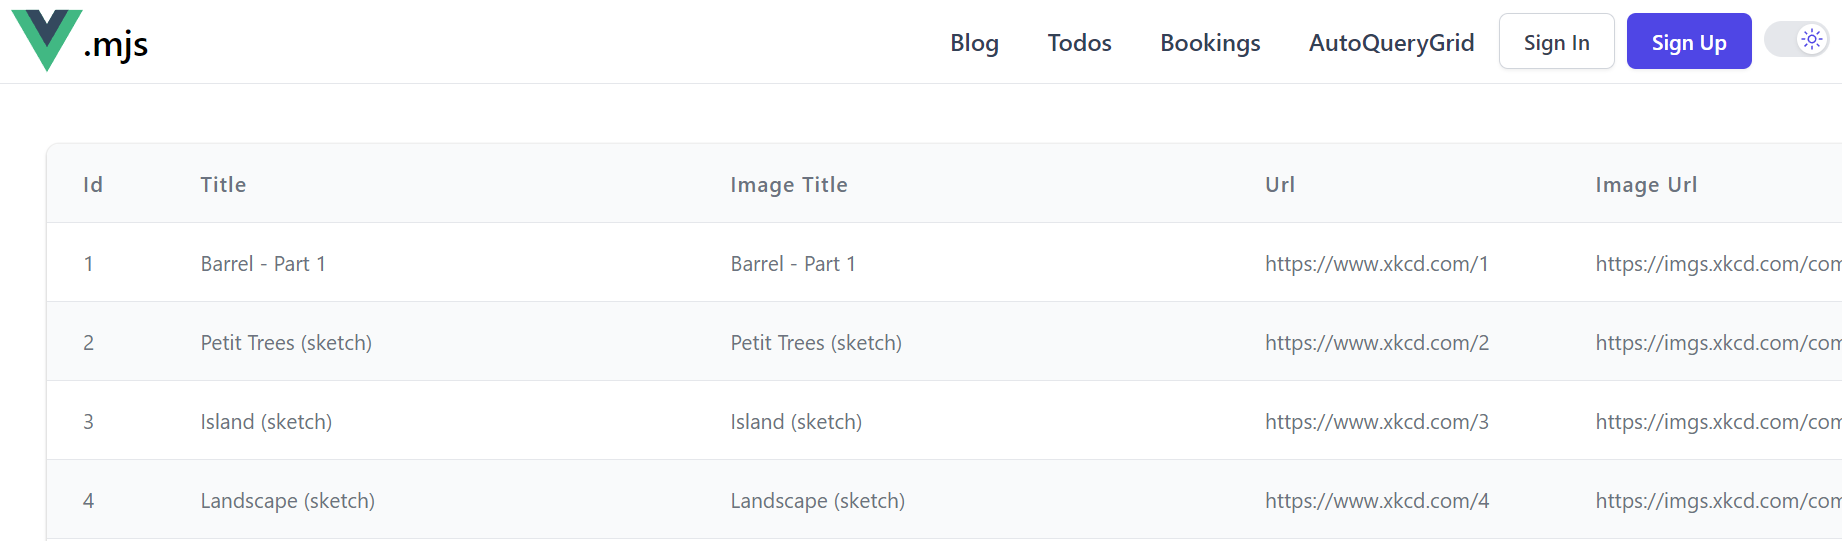 .mjs Blog Todos Bookings AutoQueryGrid Sign In Sign Up
Id Title Image Title Url Image Url
1 Barrel - Part 1 Barrel - Part 1 https://www.xkcd.com/1 https://imgs.xkcd.com/com
2 Petit Trees (sketch) Petit Trees (sketch) https://www.xkcd.com/2 https://imgs.xkcd.com/com
3 Island (sketch) Island (sketch) https://www.xkcd.com/3 https://imgs.xkcd.com/com
4 Landscape (sketch) Landscape (sketch) https://www.xkcd.com/4 https://imgs.xkcd.com/com